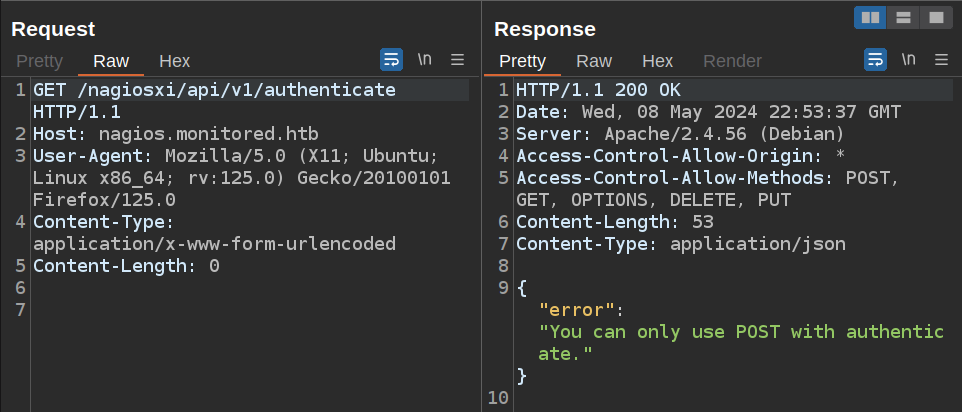 Request
Pretty Raw Hex \n
1 GET /nagiosxi/api/v1/authenticate
HTTP/1.1
2 Host: nagios.monitored.htb
3 User-Agent: Mozilla/5.0 (X11; Ubuntu;
Linux x86_64; rv:125.0) Gecko/20100101
Firefox/125.0
4 Content-Type:
application/x-www-form-urlencoded
5 Content-Length: 0
6
7
Response
Pretty Raw Hex Render \n
1 HTTP/1.1 200 OK
2 Date: Wed, 08 May 2024 22:53:37 GMT
3 Server: Apache/2.4.56 (Debian)
4 Access-Control-Allow-Origin: *
5 Access-Control-Allow-Methods: POST,
GET, OPTIONS, DELETE, PUT
6 Content-Length: 53
7 Content-Type: application/json
8
9 {
"error":
"You can only use POST with authentic
ate."
}
10